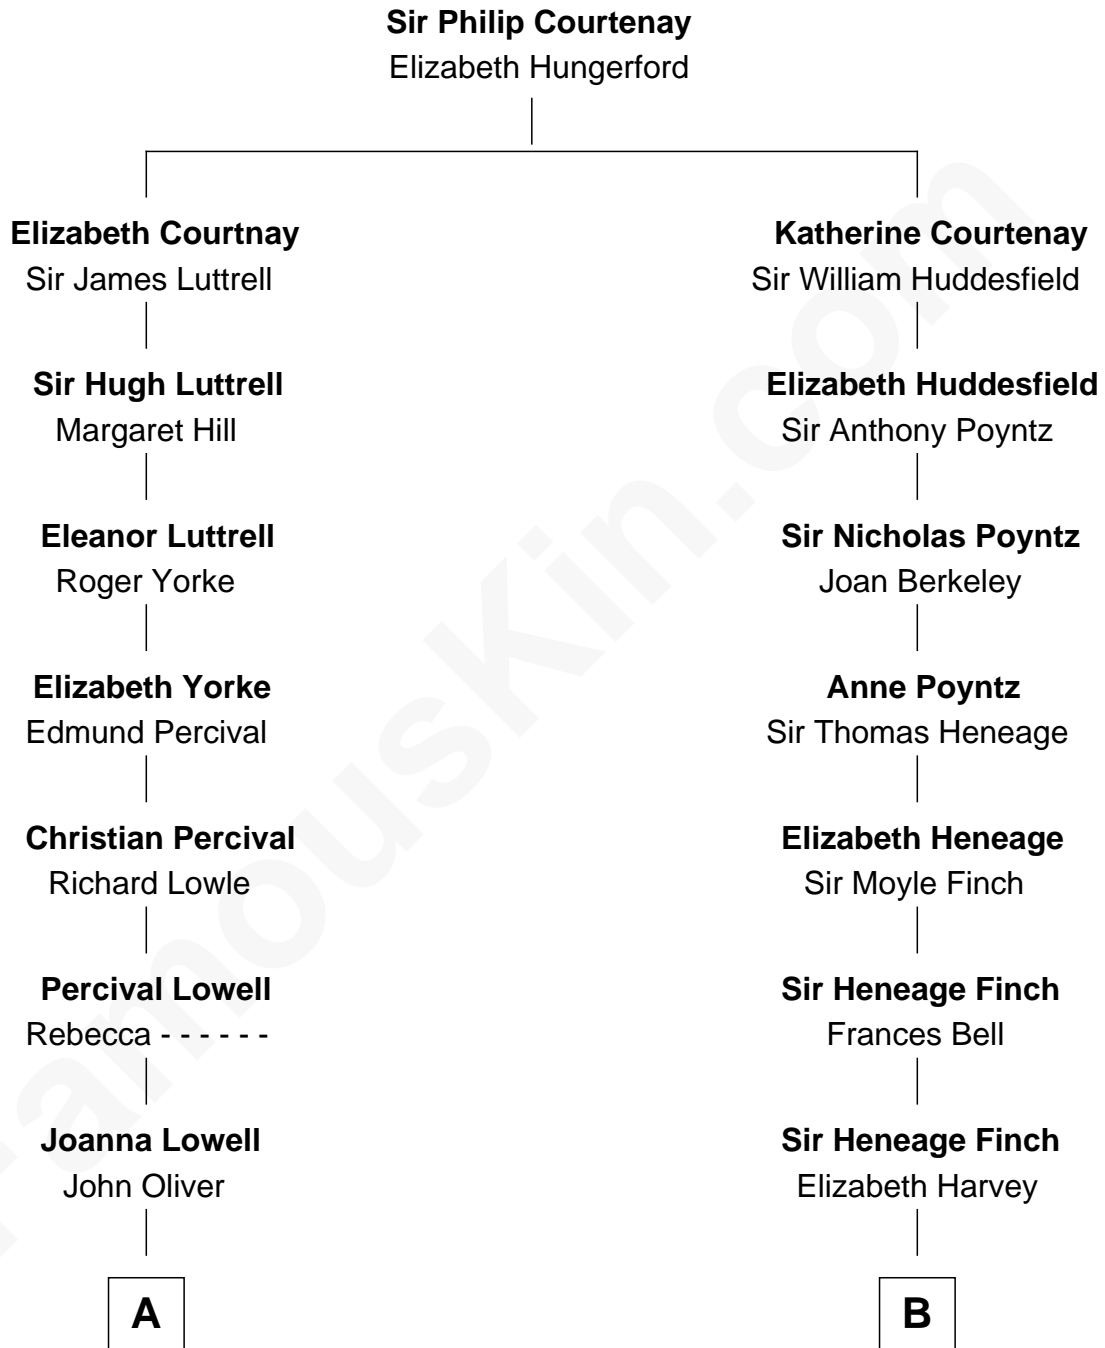 Sir Philip Courtenay
Elizabeth Hungerford
Elizabeth Courtnay
Sir James Luttrell
Katherine Courtenay
Sir William Huddesfield
Sir Hugh Luttrell
Margaret Hill
Elizabeth Huddesfield
Sir Anthony Poyntz
Eleanor Luttrell
Roger Yorke
Sir Nicholas Poyntz
Joan Berkeley
Elizabeth Yorke
Edmund Percival
Anne Poyntz
Sir Thomas Heneage
Christian Percival
Richard Lowle
Elizabeth Heneage
Sir Moyle Finch
Percival Lowell
Rebecca - - - - - -
Sir Heneage Finch
Frances Bell
Joanna Lowell
John Oliver
Sir Heneage Finch
Elizabeth Harvey
A
B
FamousKin.com